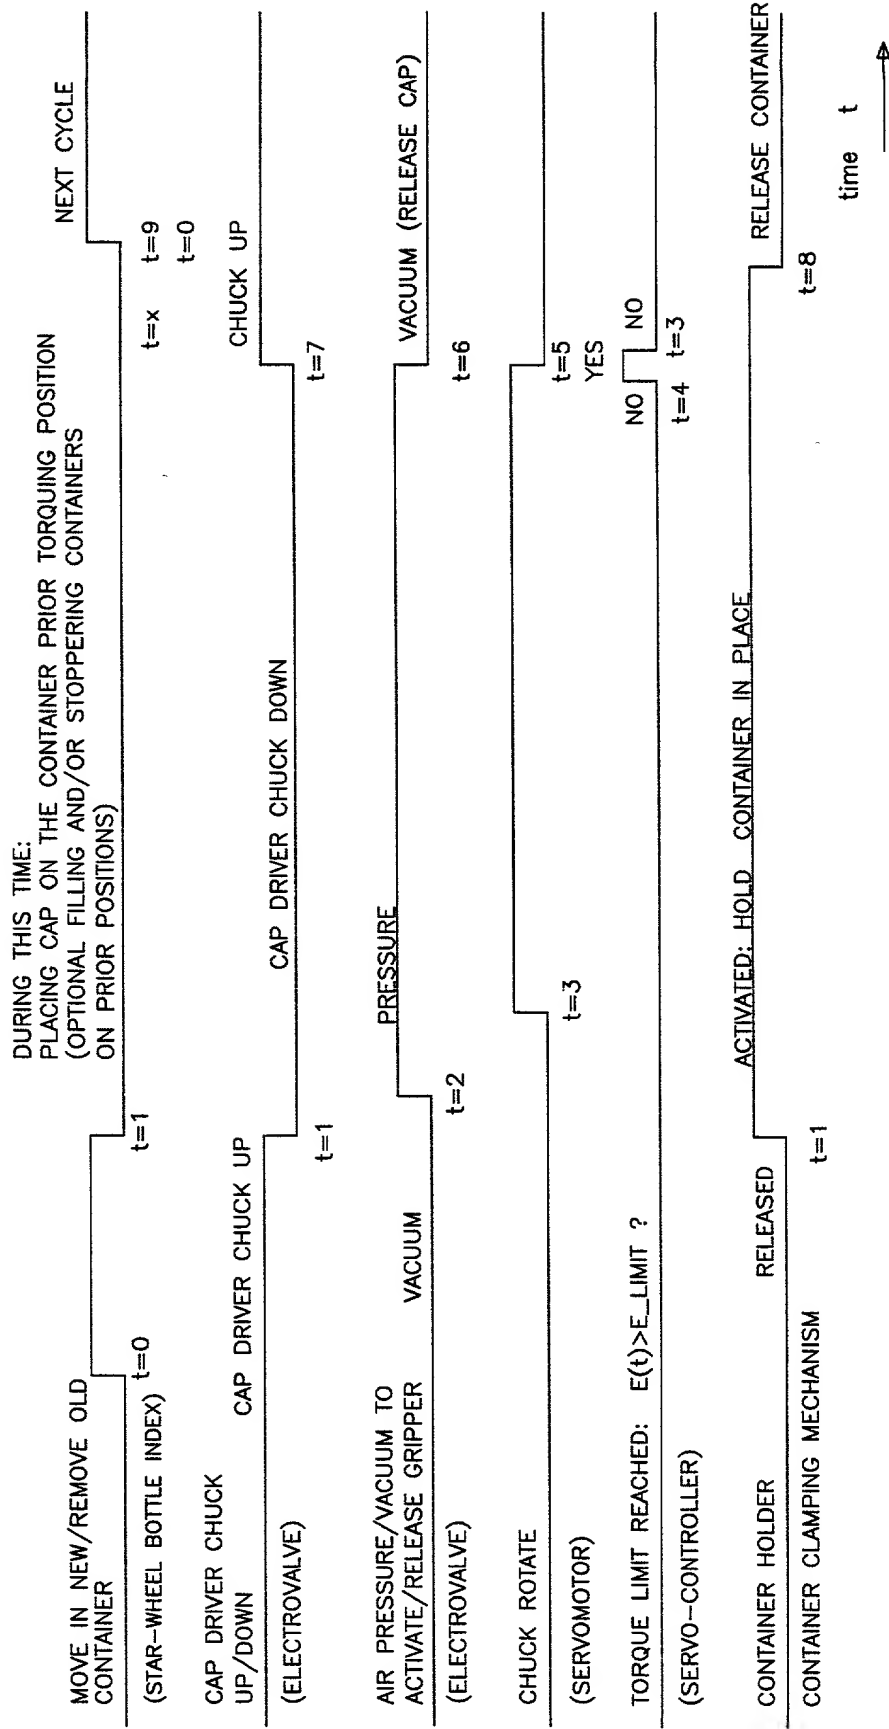 DURING THIS TIME:
PLACING CAP ON THE CONTAINER PRIOR TORQUING POSITION
(OPTIONAL FILLING AND/OR STOPPERING CONTAINERS
ON PRIOR POSITIONS)
MOVE IN NEW/REMOVE OLD
CONTAINER
(STAR-WHEEL BOTTLE INDEX)
t=0
t=1
t=x
t=9
t=0
NEXT CYCLE
CAP DRIVER CHUCK
UP/DOWN
(ELECTROVALVE)
CAP DRIVER CHUCK UP
t=1
CAP DRIVER CHUCK DOWN
t=7
CHUCK UP
AIR PRESSURE/VACUUM TO
ACTIVATE/RELEASE GRIPPER
(ELECTROVALVE)
VACUUM
t=2
PRESSURE
t=6
VACUUM (RELEASE CAP)
CHUCK ROTATE
(SERVOMOTOR)
t=3
t=5
TORQUE LIMIT REACHED: E(t)>E_LIMIT ?
(SERVO-CONTROLLER)
NO
t=4
YES
NO
t=3
CONTAINER HOLDER
CONTAINER CLAMPING MECHANISM
RELEASED
t=1
ACTIVATED: HOLD CONTAINER IN PLACE
t=8
RELEASE CONTAINER
time t